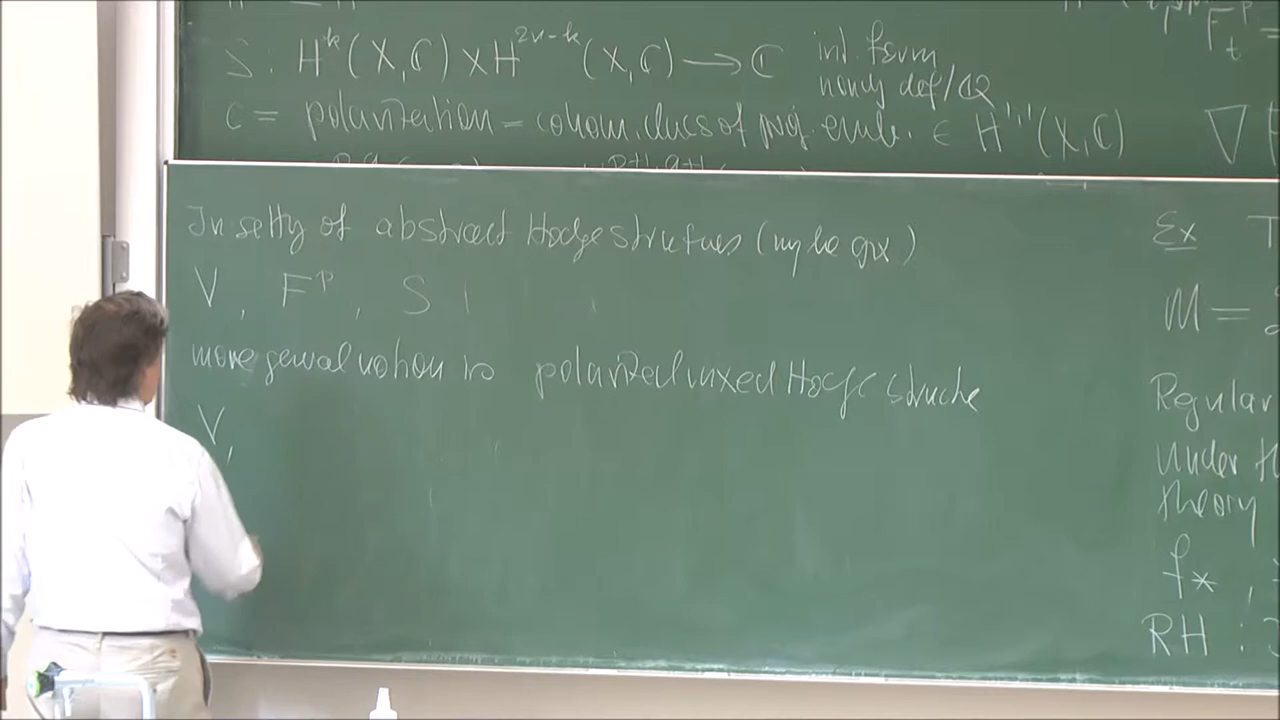 S : H^k (X, C) × H^{2n-k} (X, C) → C int. form
nondeg def/Q
C = polarization = cohom. class of proj. emb. ∈ H^{1,1} (X, C) ∇
In setting of abstract Hodge structures (may be
V, F^p, S
more general notion is polarized mixed Hodge structure
V,
Ex T
M =
Regular
under
theory
f_* ,
RH :